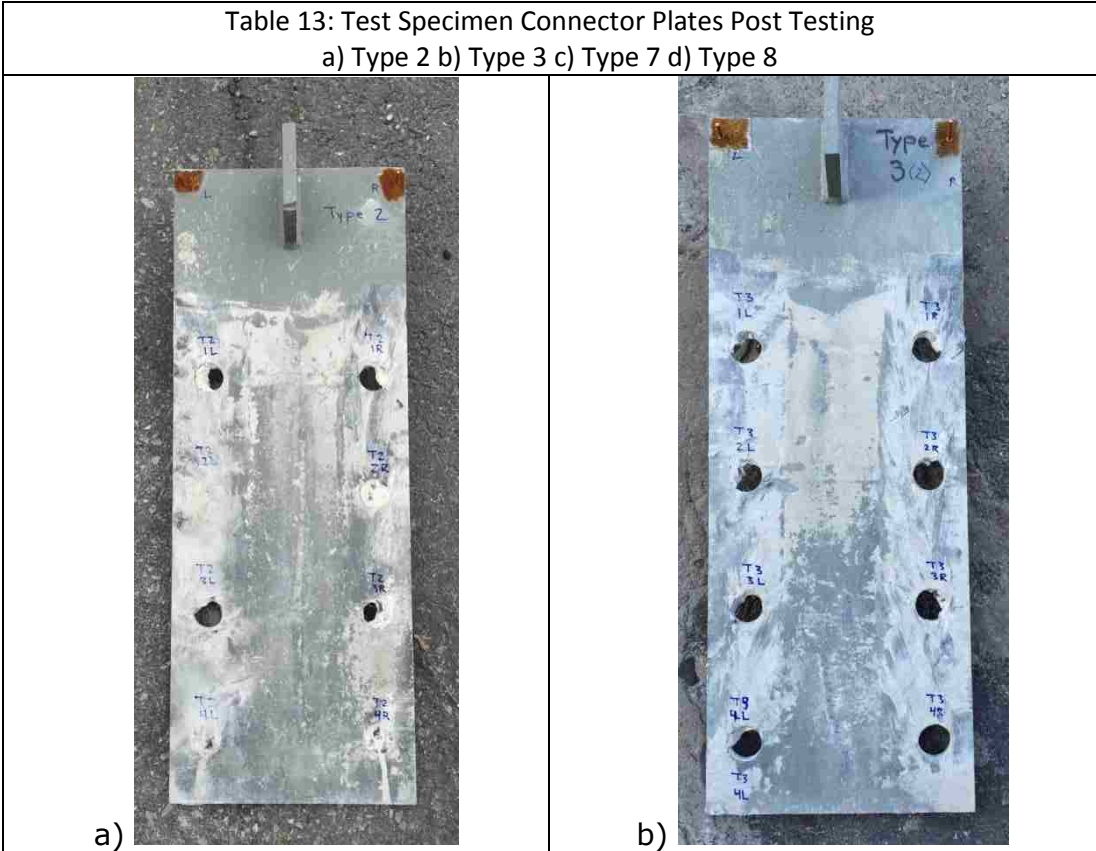 Table 13: Test Specimen Connector Plates Post Testing
a) Type 2 b) Type 3 c) Type 7 d) Type 8
L
R
Type 2
T2
1L
T2
1R
T2
2R
T2
3L
T2
3R
4L
T2
4R
a)
L
R
Type
3(2)
T3
1L
T3
1R
T3
2L
T3
2R
T3
3L
T3
3R
T3
4L
T3
4R
T3
4L
b)